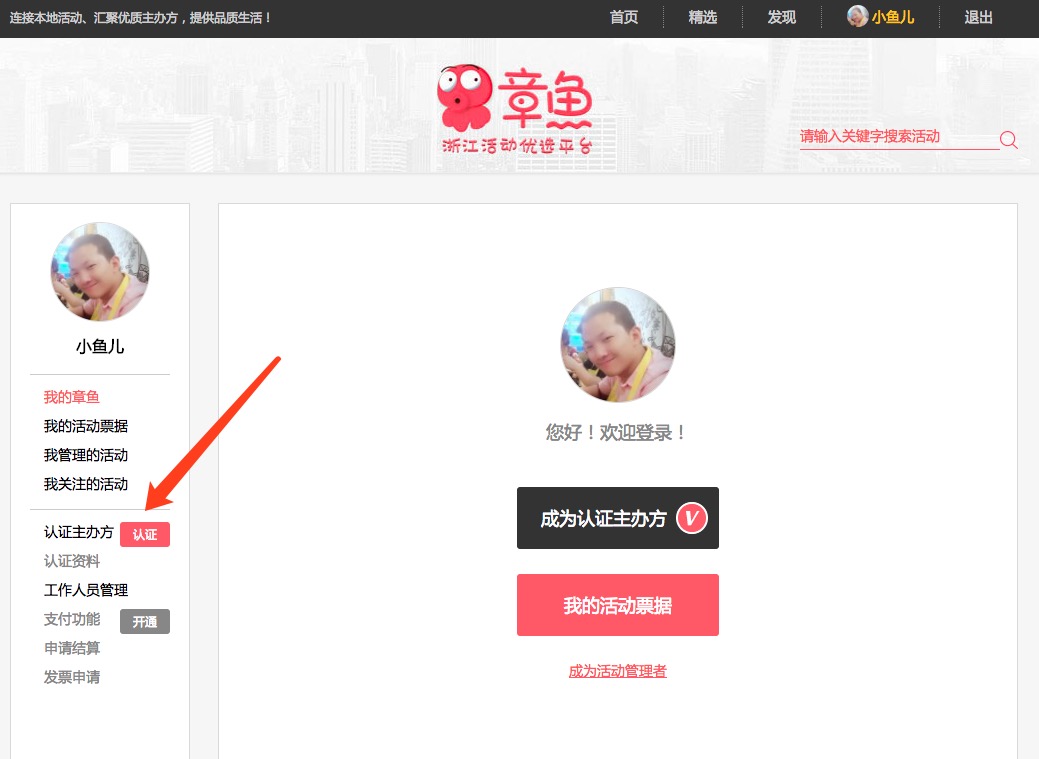 连接本地活动、汇聚优质主办方，提供品质生活！
首页
精选
发现
小鱼儿
退出
章鱼
浙江活动优选平台
请输入关键字搜索活动
小鱼儿
我的章鱼
我的活动票据
我管理的活动
我关注的活动
认证主办方 认证
认证资料
工作人员管理
支付功能 开通
申请结算
发票申请
您好！欢迎登录！
成为认证主办方 V
我的活动票据
成为活动管理者